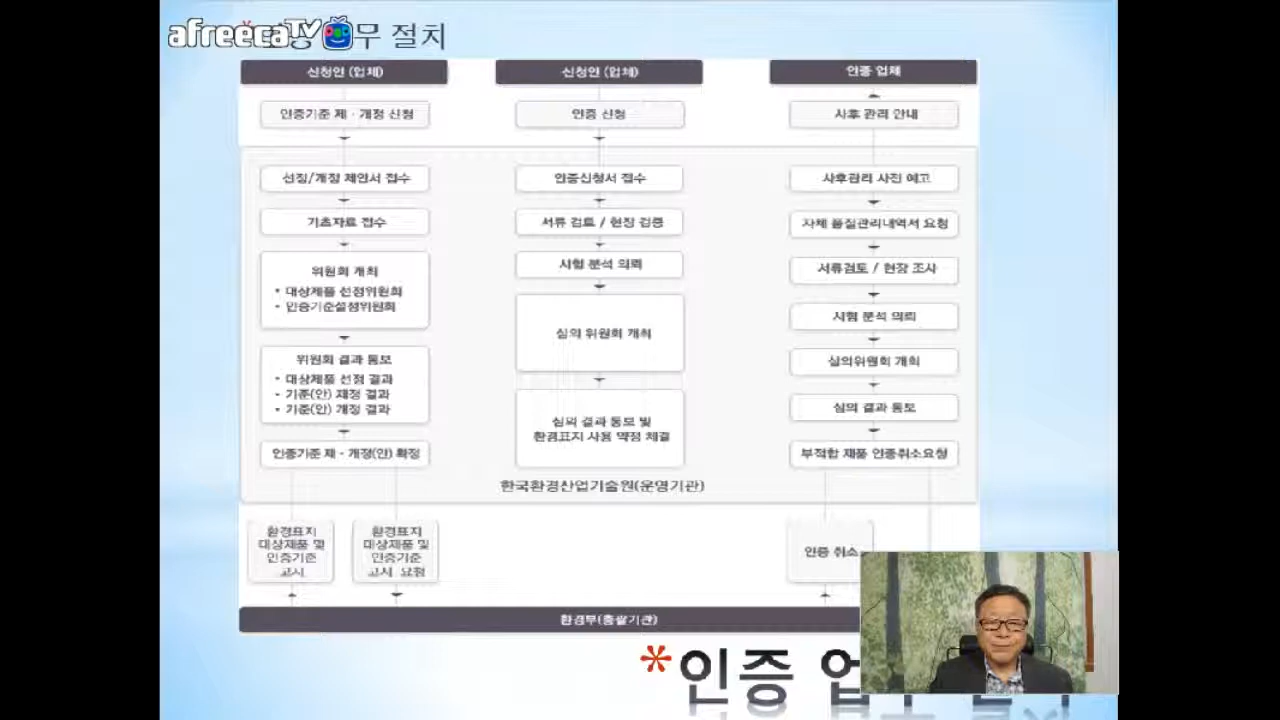 afreecaTV
무 절치
신청인 (업체)
인증기준 제 · 개정 신청
선정/개정 제안서 접수
기초자료 접수
위원회 개최
• 대상제품 선정위원회
• 인증기준설정위원회
위원회 결과 통보
• 대상제품 선정 결과
• 기준(안) 제정 결과
• 기준(안) 개정 결과
인증기준 제 · 개정(안) 확정
환경표지
대상제품 및
인증기준
고시
환경표지
대상제품 및
인증기준
고시 요청
신청인 (업체)
인증 신청
인증신청서 접수
서류 검토 / 현장 검증
시험 분석 의뢰
심의 위원회 개최
심의 결과 통보 및
환경표지 사용 약정 체결
한국환경산업기술원(운영기관)
인증 업체
사후 관리 안내
사후관리 사전 예고
자체 품질관리내역서 요청
서류검토 / 현장 조사
시험 분석 의뢰
심의위원회 개최
심의 결과 통보
부적합 제품 인증취소요청
인증 취소
환경부(총괄기관)
*인증